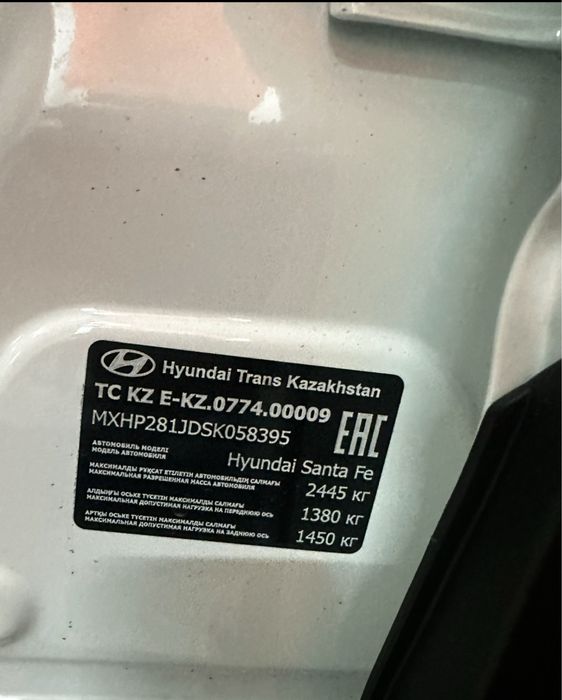 Hyundai Trans Kazakhstan
TC KZ E-KZ.0774.00009
MXHP281JDSK058395
EAC
АВТОМОБИЛЬ МОДЕЛІ
МОДЕЛЬ АВТОМОБИЛЯ
Hyundai Santa Fe
МАКСИМАЛДЫ РҰҚСАТ ЕТІЛЕТІН АВТОМОБИЛЬДІҢ САЛМАҒЫ
МАКСИМАЛЬНАЯ РАЗРЕШЕННАЯ МАССА АВТОМОБИЛЯ
2445 кг
АЛДЫҢҒЫ ОСЬКЕ ТҮСЕТІН МАКСИМАЛДЫ САЛМАҒЫ
МАКСИМАЛЬНАЯ ДОПУСТИМАЯ НАГРУЗКА НА ПЕРЕДНЮЮ ОСЬ
1380 кг
АРТҚЫ ОСЬКЕ ТҮСЕТІН МАКСИМАЛДЫ САЛМАҒЫ
МАКСИМАЛЬНАЯ ДОПУСТИМАЯ НАГРУЗКА НА ЗАДНЮЮ ОСЬ
1450 кг